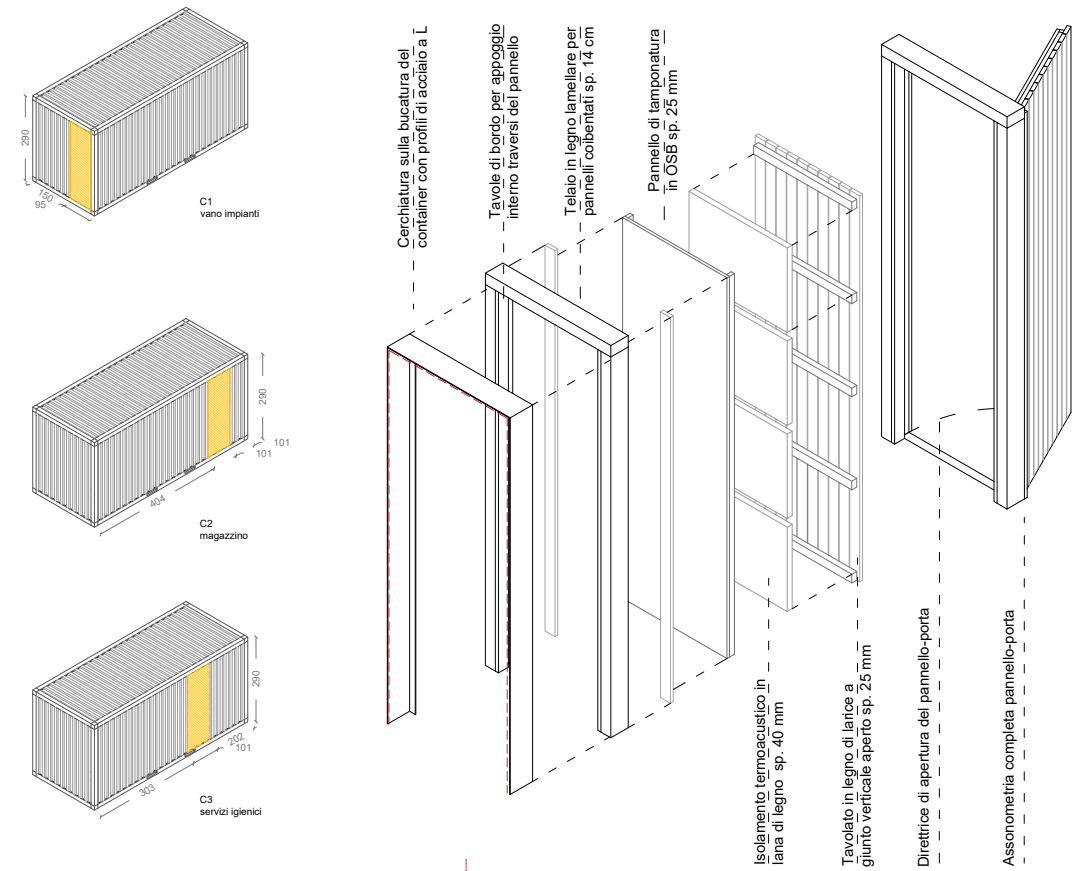 290
150
95
C1
vano impianti
290
101
101
404
C2
magazzino
290
202
101
303
C3
servizi igienici
Cerchiatura sulla bucatura del
container con profili di acciaio a L
Tavole di bordo per appoggio
interno traversi del pannello
Telaio in legno lamellare per
pannelli coibentati sp. 14 cm
Pannello di tamponatura
in OSB sp. 25 mm
Isolamento termoacustico in
lana di legno sp. 40 mm
Tavolato in legno di larice a
giunto verticale aperto sp. 25 mm
Direttrice di apertura del pannello-porta
Assonometria completa pannello-porta